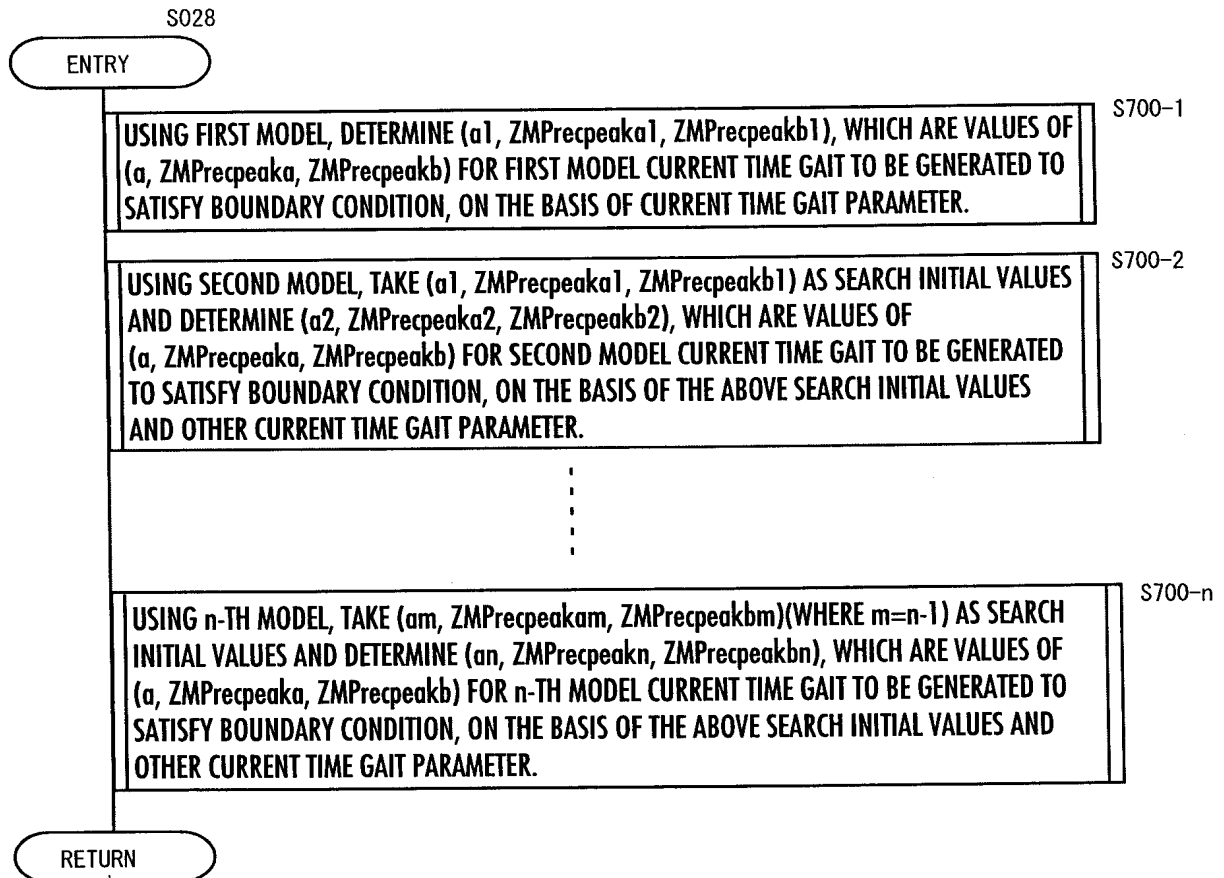 S028
ENTRY
S700-1
USING FIRST MODEL, DETERMINE (a1, ZMPrecpeaka1, ZMPrecpeakb1), WHICH ARE VALUES OF
(a, ZMPrecpeaka, ZMPrecpeakb) FOR FIRST MODEL CURRENT TIME GAIT TO BE GENERATED TO
SATISFY BOUNDARY CONDITION, ON THE BASIS OF CURRENT TIME GAIT PARAMETER.
S700-2
USING SECOND MODEL, TAKE (a1, ZMPrecpeaka1, ZMPrecpeakb1) AS SEARCH INITIAL VALUES
AND DETERMINE (a2, ZMPrecpeaka2, ZMPrecpeakb2), WHICH ARE VALUES OF
(a, ZMPrecpeaka, ZMPrecpeakb) FOR SECOND MODEL CURRENT TIME GAIT TO BE GENERATED
TO SATISFY BOUNDARY CONDITION, ON THE BASIS OF THE ABOVE SEARCH INITIAL VALUES
AND OTHER CURRENT TIME GAIT PARAMETER.
S700-n
USING n-TH MODEL, TAKE (am, ZMPrecpeakam, ZMPrecpeakbm)(WHERE m=n-1) AS SEARCH
INITIAL VALUES AND DETERMINE (an, ZMPrecpeakn, ZMPrecpeakbn), WHICH ARE VALUES OF
(a, ZMPrecpeaka, ZMPrecpeakb) FOR n-TH MODEL CURRENT TIME GAIT TO BE GENERATED TO
SATISFY BOUNDARY CONDITION, ON THE BASIS OF THE ABOVE SEARCH INITIAL VALUES AND
OTHER CURRENT TIME GAIT PARAMETER.
RETURN